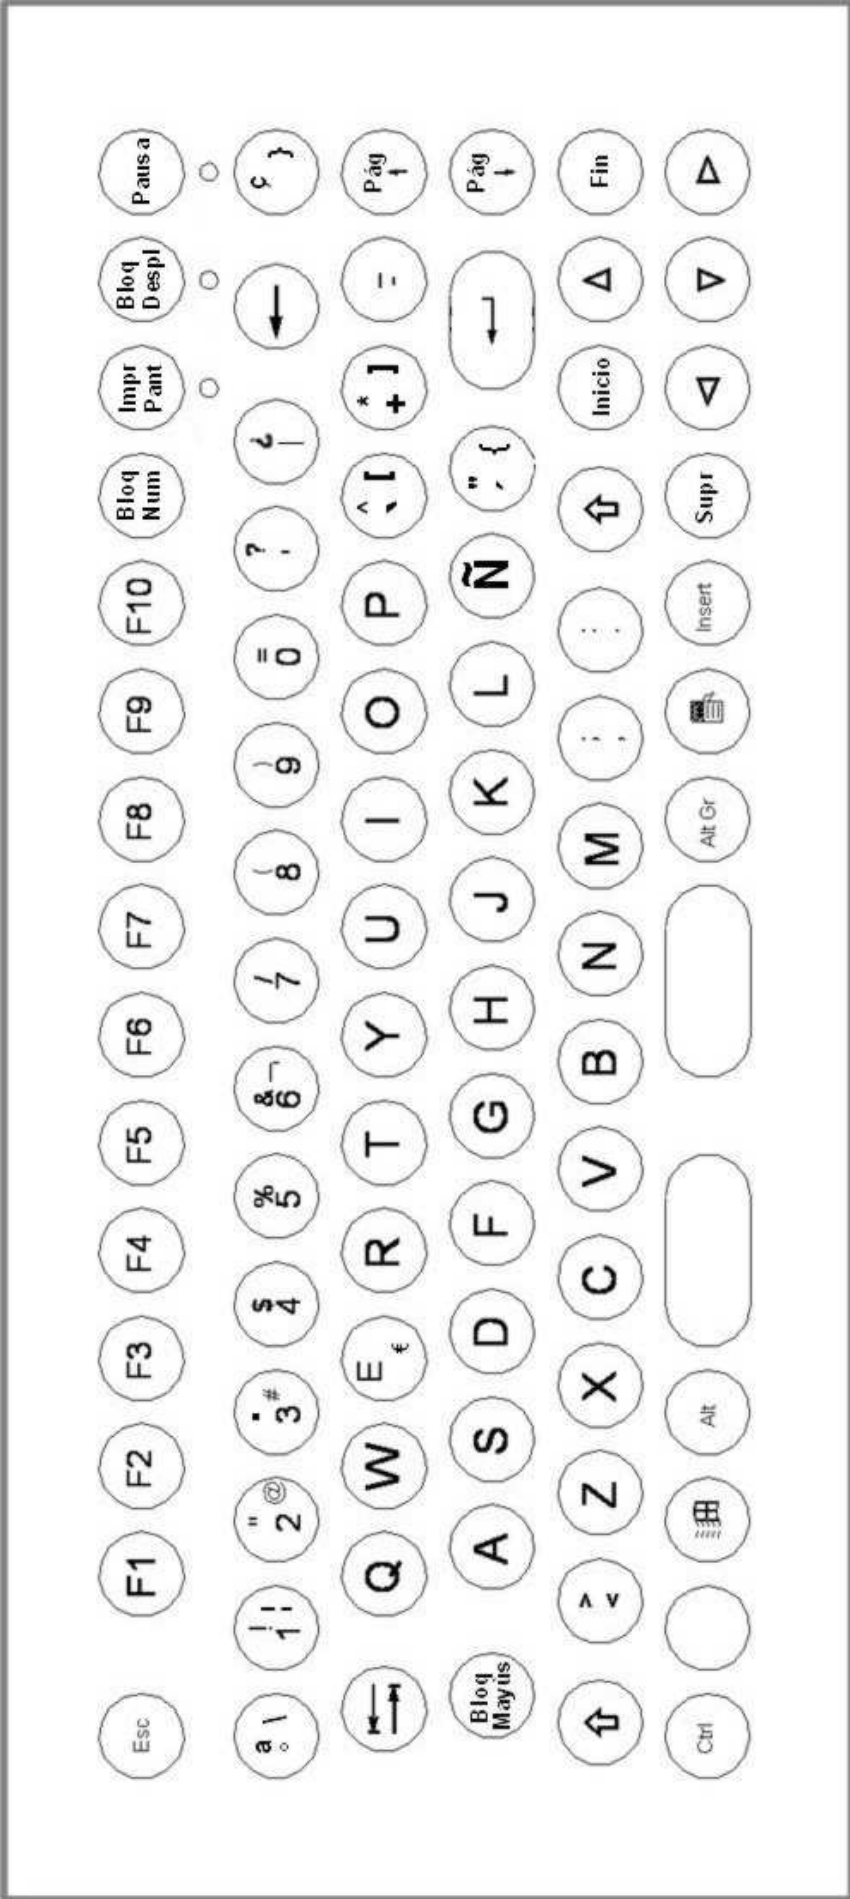 Esc F1 F2 F3 F4 F5 F6 F7 F8 F9 F10 Bloq Num Impr Pant Bloq Despl Pausa
ª º \ ! 1 ¦ " 2 @ · 3 # $ 4 % 5 & 6 ¬ / 7 ( 8 ) 9 = 0 ? ' ¿ | ← ç }
Q W E € R T Y U I O P ^ ` [ * + ] Pág ↑
Bloq Mayús A S D F G H J K L Ñ " ´ { ↵ Pág ↓
⇧ > < Z X C V B N M ; , : . ⇧ Inicio △ Fin
Ctrl Alt Alt Gr Insert Supr ◁ ▽ ▷